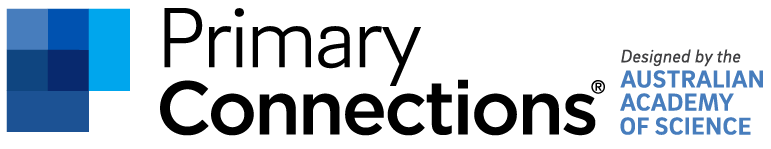 Primary
Connections®
Designed by the
AUSTRALIAN
ACADEMY
OF SCIENCE